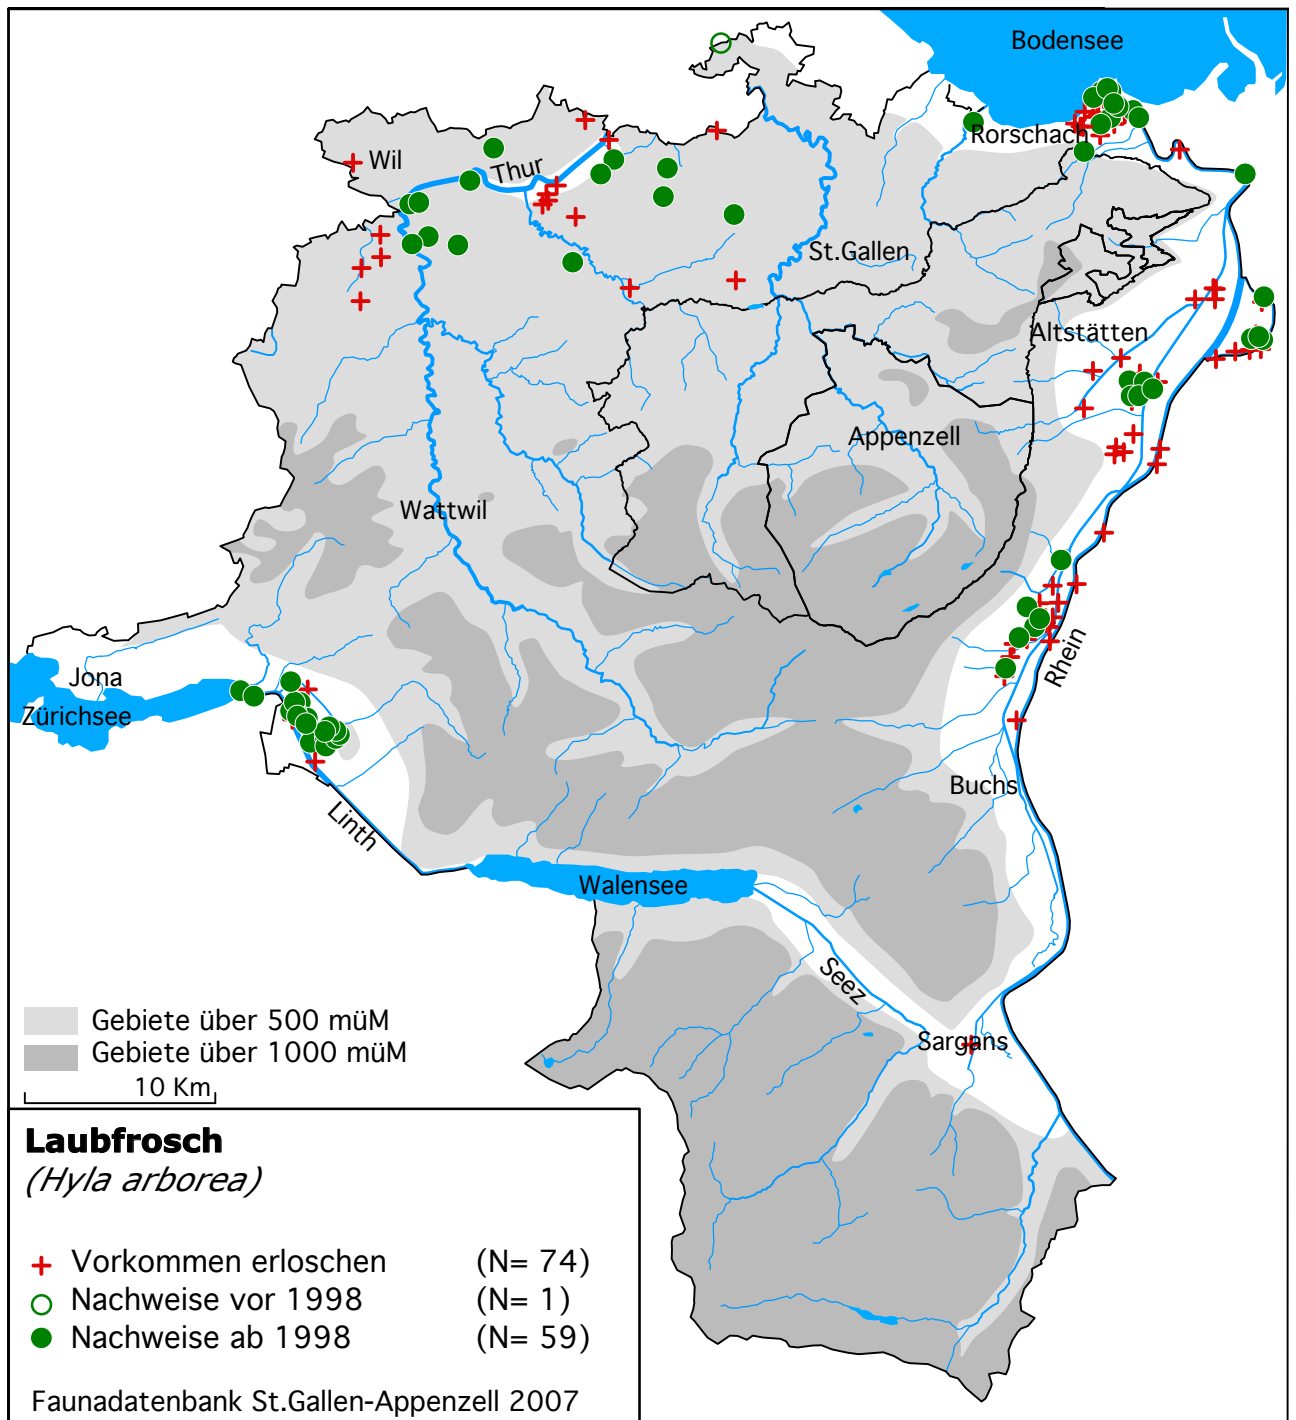 Bodensee
Rorschach
Wil
Thur
St.Gallen
Altstätten
Appenzell
Wattwil
Rhein
Jona
Zürichsee
Buchs
Linth
Walensee
Seez
Sargans
Gebiete über 500 müM
Gebiete über 1000 müM
10 Km
Laubfrosch
(Hyla arborea)
Vorkommen erloschen (N= 74)
Nachweise vor 1998 (N= 1)
Nachweise ab 1998 (N= 59)
Faunadatenbank St.Gallen-Appenzell 2007